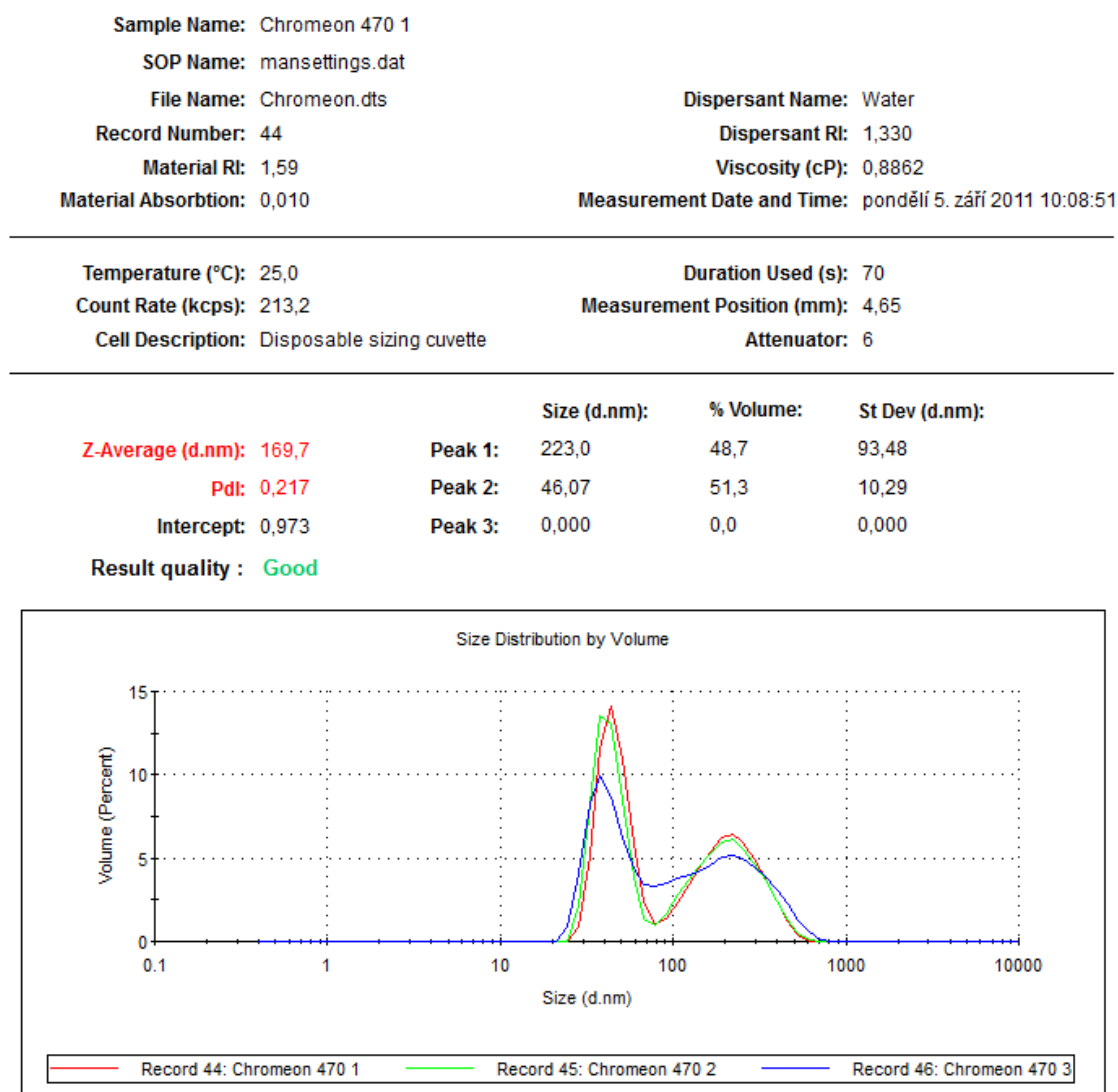 Sample Name: Chromeon 470 1
SOP Name: mansettings.dat
File Name: Chromeon.dts Dispersant Name: Water
Record Number: 44 Dispersant RI: 1,330
Material RI: 1,59 Viscosity (cP): 0,8862
Material Absorbtion: 0,010 Measurement Date and Time: pondělí 5. září 2011 10:08:51
Temperature (°C): 25,0 Duration Used (s): 70
Count Rate (kcps): 213,2 Measurement Position (mm): 4,65
Cell Description: Disposable sizing cuvette Attenuator: 6
Size (d.nm): % Volume: St Dev (d.nm):
Z-Average (d.nm): 169,7 Peak 1: 223,0 48,7 93,48
PdI: 0,217 Peak 2: 46,07 51,3 10,29
Intercept: 0,973 Peak 3: 0,000 0,0 0,000
Result quality : Good
Size Distribution by Volume
Volume (Percent)
15
10
5
0
0.1 1 10 100 1000 10000
Size (d.nm)
Record 44: Chromeon 470 1 Record 45: Chromeon 470 2 Record 46: Chromeon 470 3